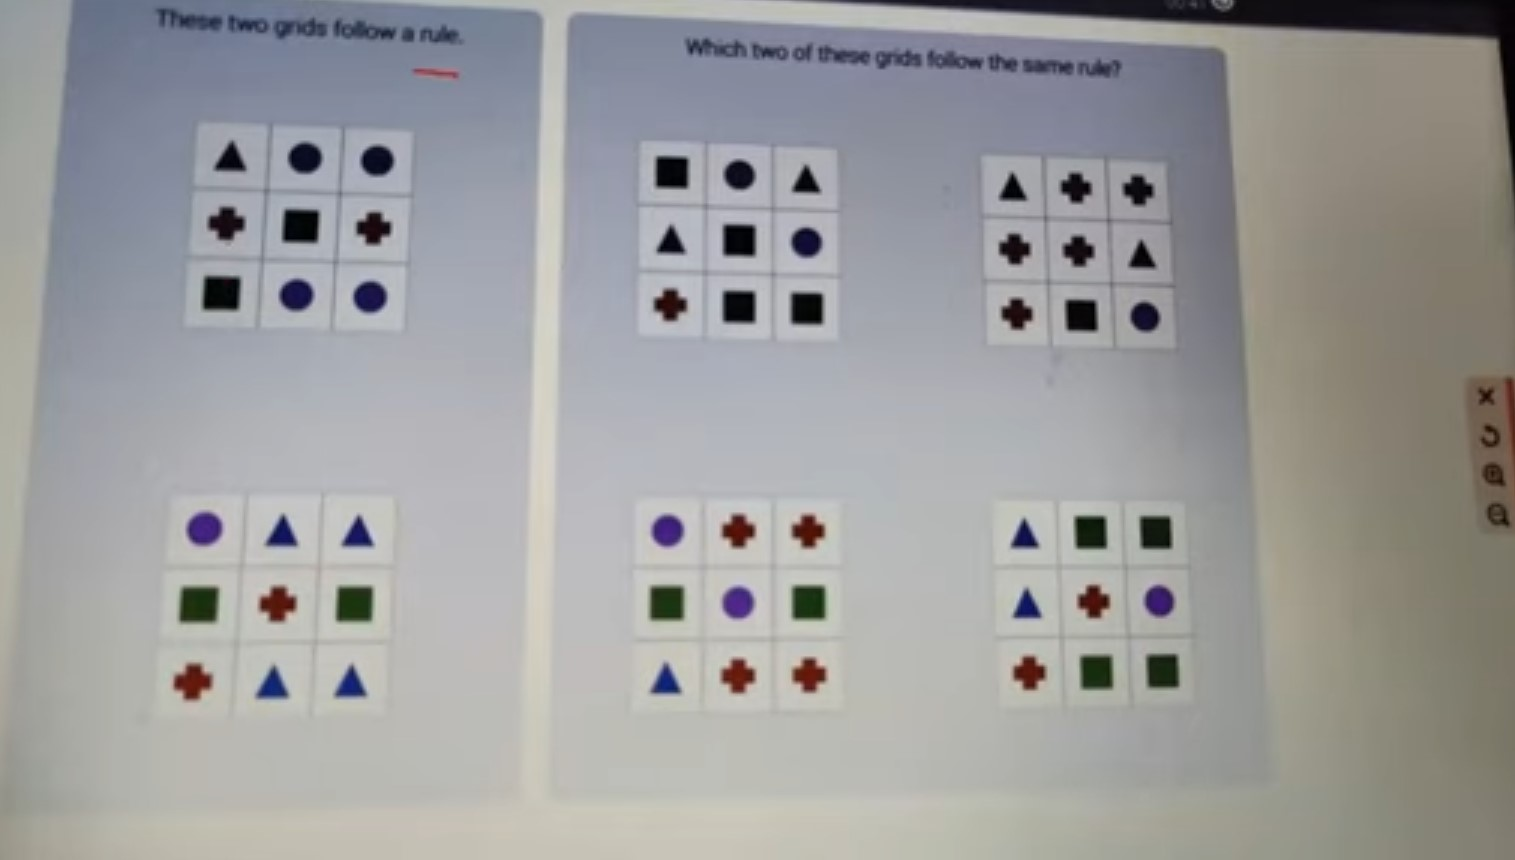 These two grids follow a rule.
Which two of these grids follow the same rule?